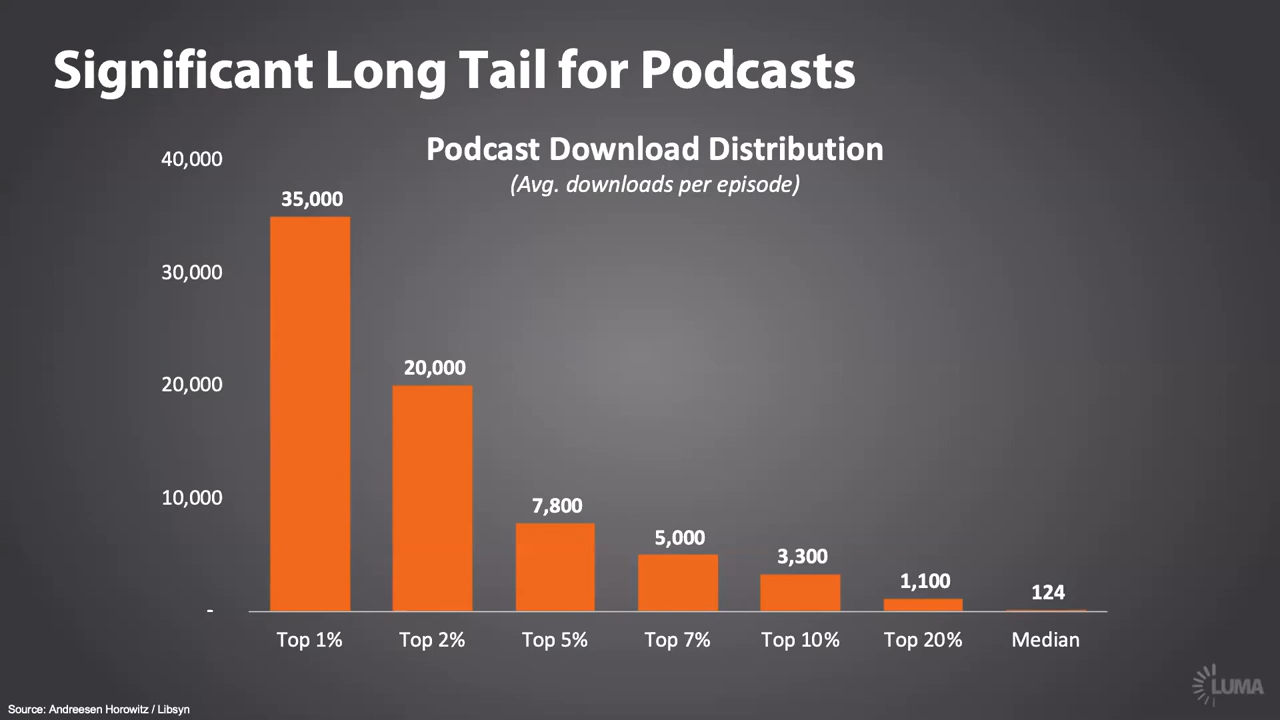 Significant Long Tail for Podcasts
Podcast Download Distribution
(Avg. downloads per episode)
40,000
30,000
20,000
10,000
-
35,000
20,000
7,800
5,000
3,300
1,100
124
Top 1%
Top 2%
Top 5%
Top 7%
Top 10%
Top 20%
Median
LUMA
Source: Andreesen Horowitz / Libsyn